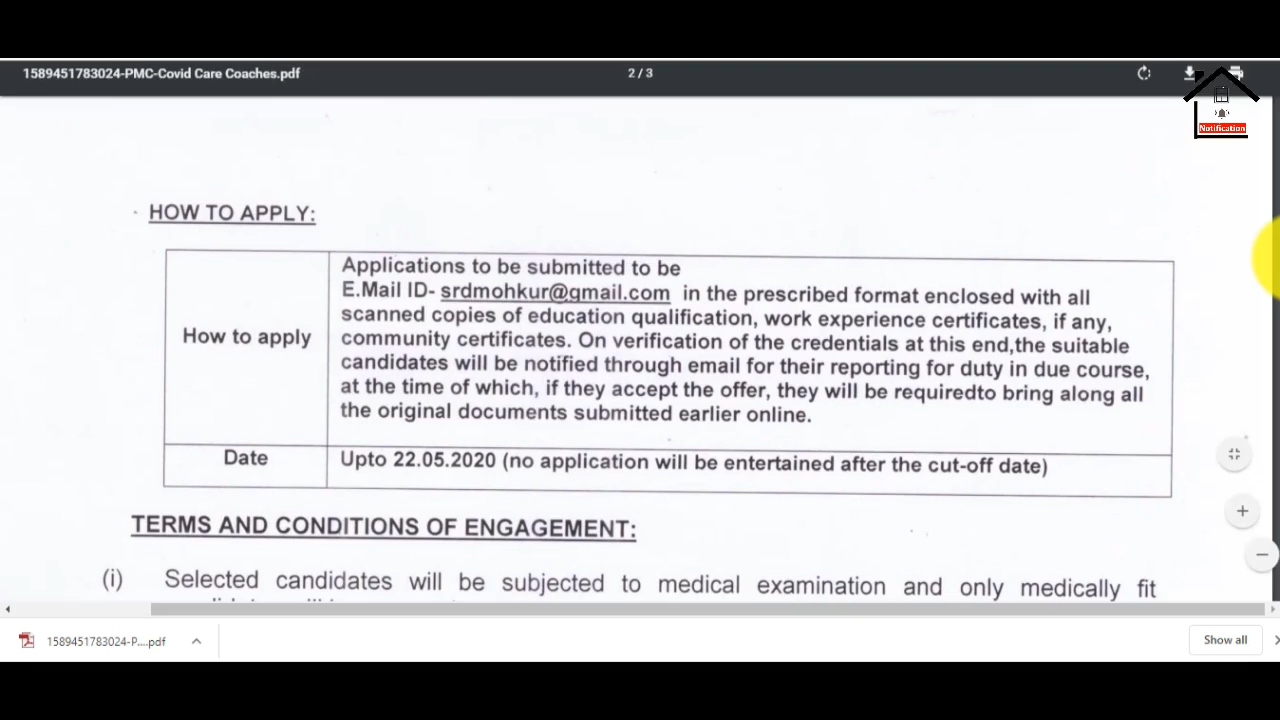 1589451783024-PMC-Covid Care Coaches.pdf
2 / 3
Notification
HOW TO APPLY:
How to apply
Applications to be submitted to be
E.Mail ID- srdmohkur@gmail.com in the prescribed format enclosed with all
scanned copies of education qualification, work experience certificates, if any,
community certificates. On verification of the credentials at this end,the suitable
candidates will be notified through email for their reporting for duty in due course,
at the time of which, if they accept the offer, they will be requiredto bring along all
the original documents submitted earlier online.
Date
Upto 22.05.2020 (no application will be entertained after the cut-off date)
TERMS AND CONDITIONS OF ENGAGEMENT:
(i) Selected candidates will be subjected to medical examination and only medically fit
1589451783024-P....pdf
Show all